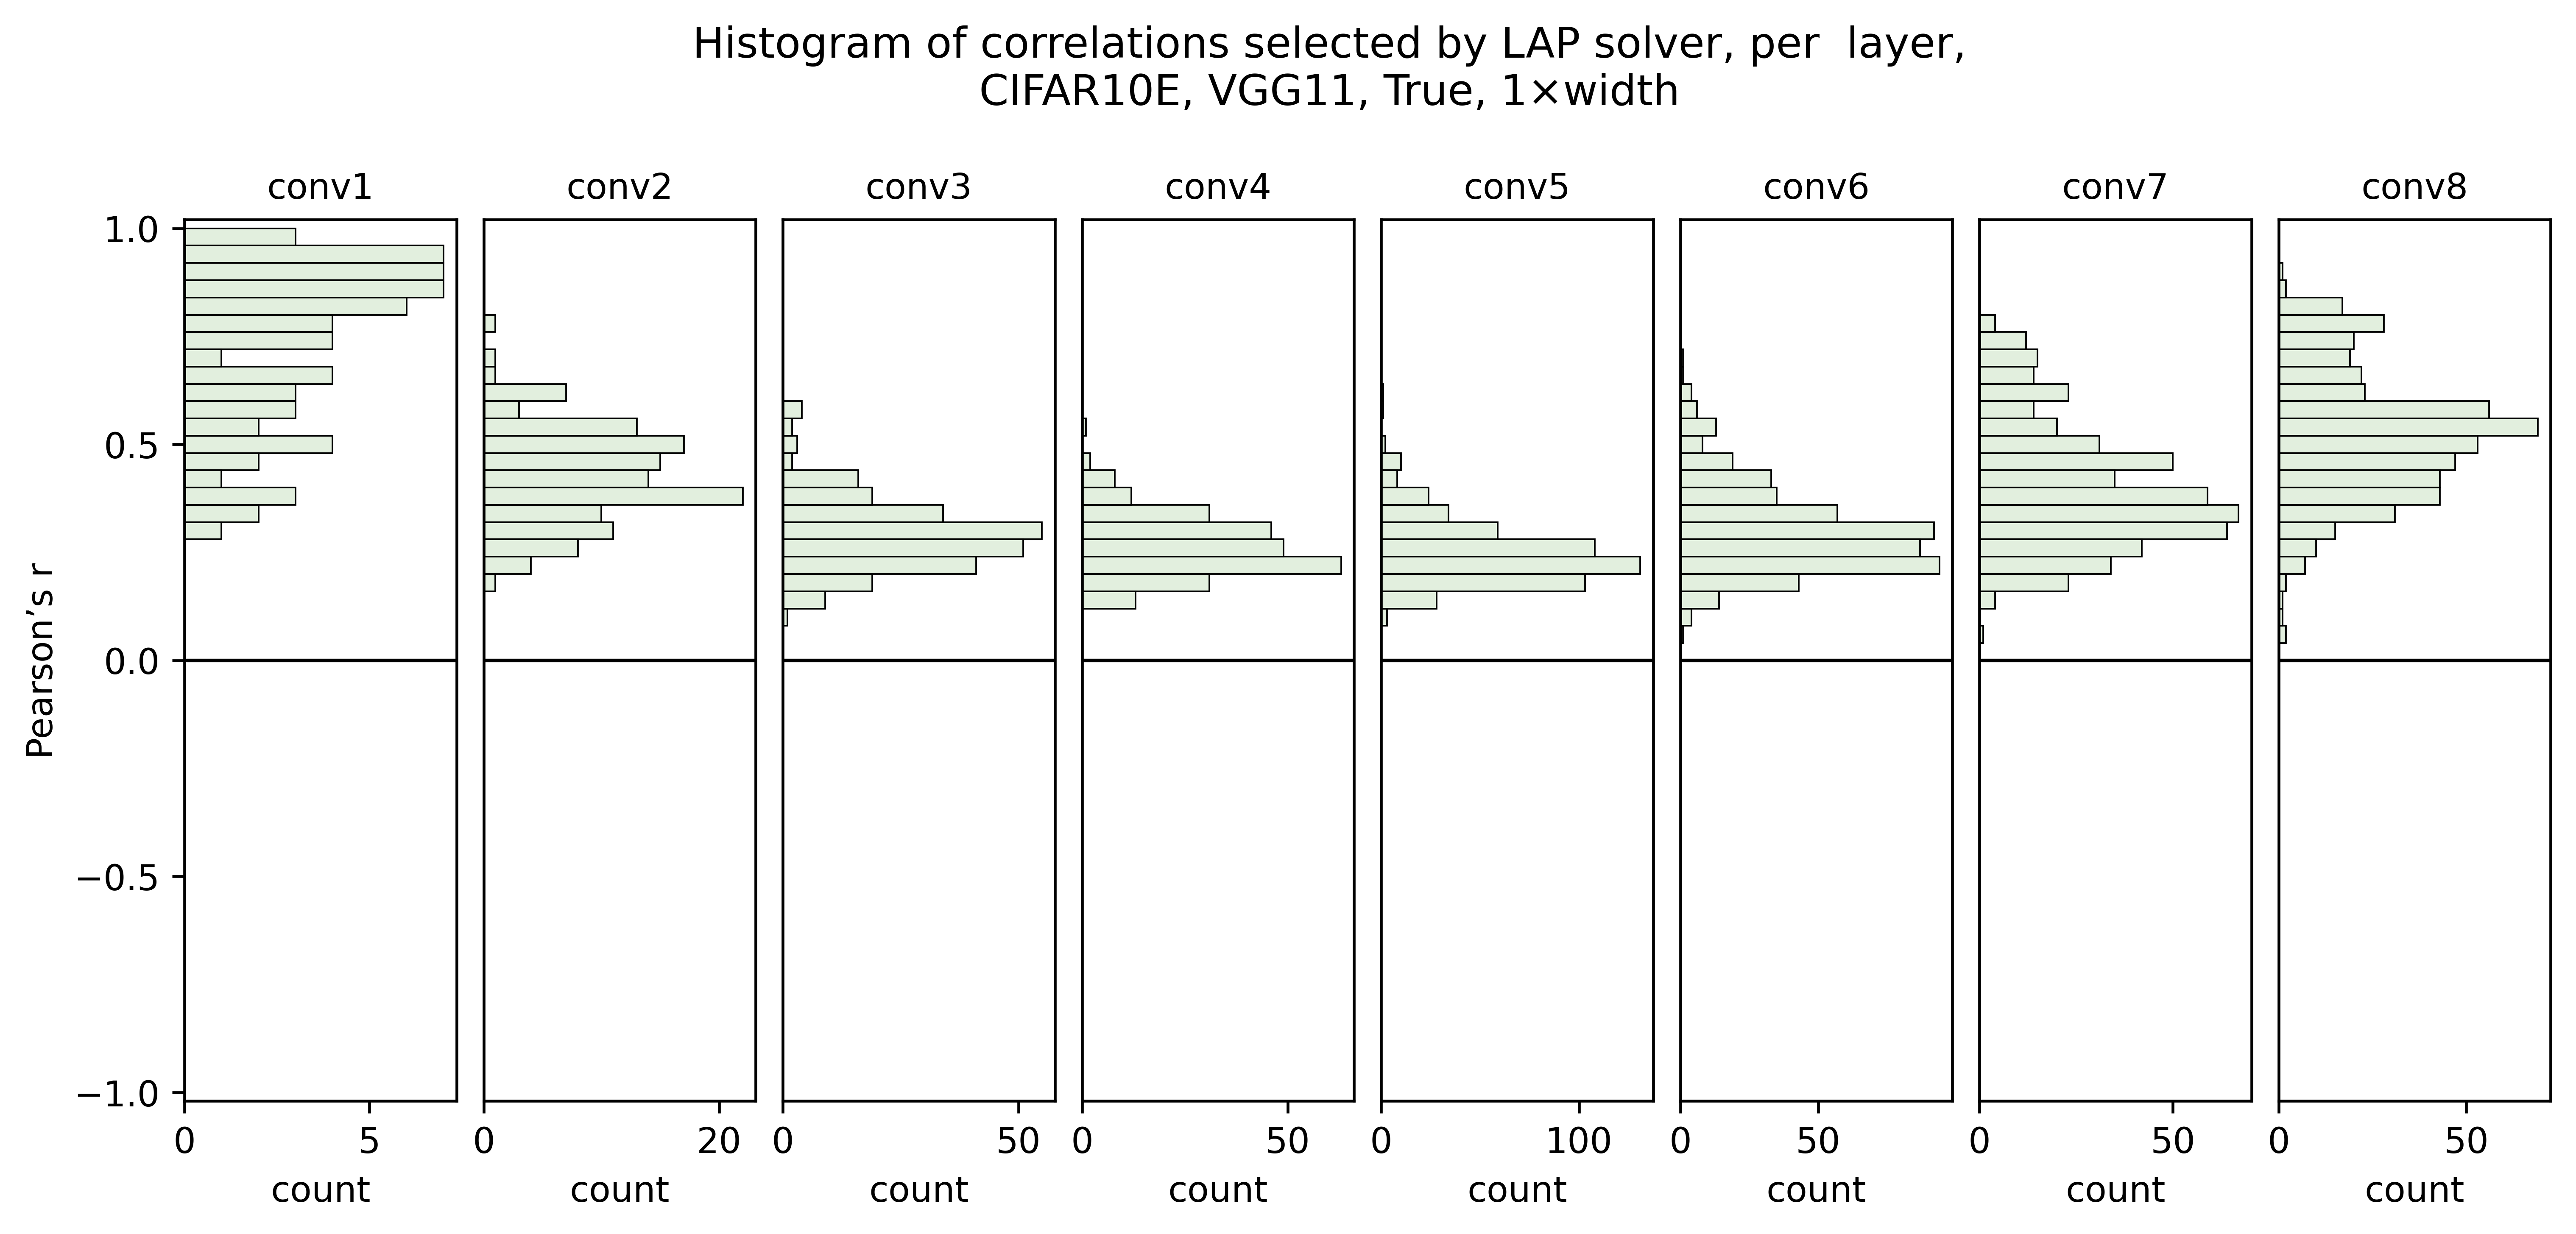 Histogram of correlations selected by LAP solver, per  layer,
CIFAR10E, VGG11, True, 1×width
conv1 conv2 conv3 conv4 conv5 conv6 conv7 conv8
1.0
0.5
0.0
−0.5
−1.0
Pearson’s r
0 5 0 20 0 50 0 50 0 100 0 50 0 50 0 50
count count count count count count count count